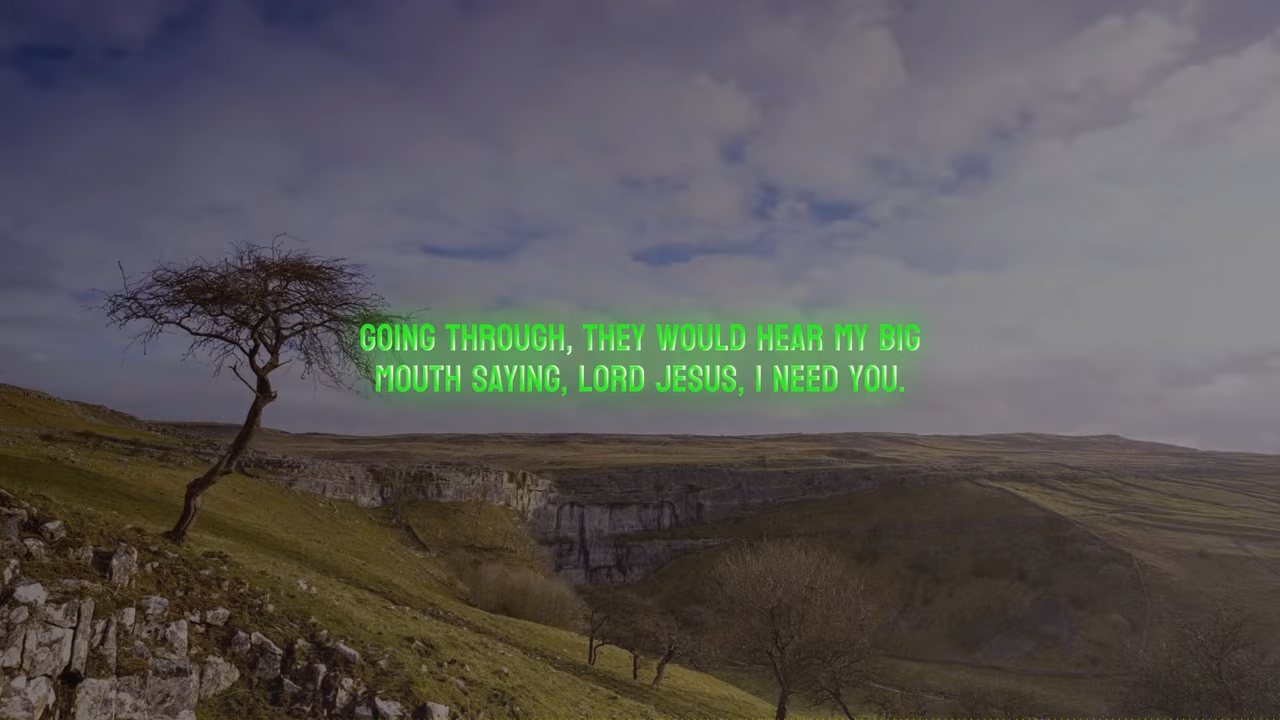 GOING THROUGH, THEY WOULD HEAR MY BIG
MOUTH SAYING, LORD JESUS, I NEED YOU.